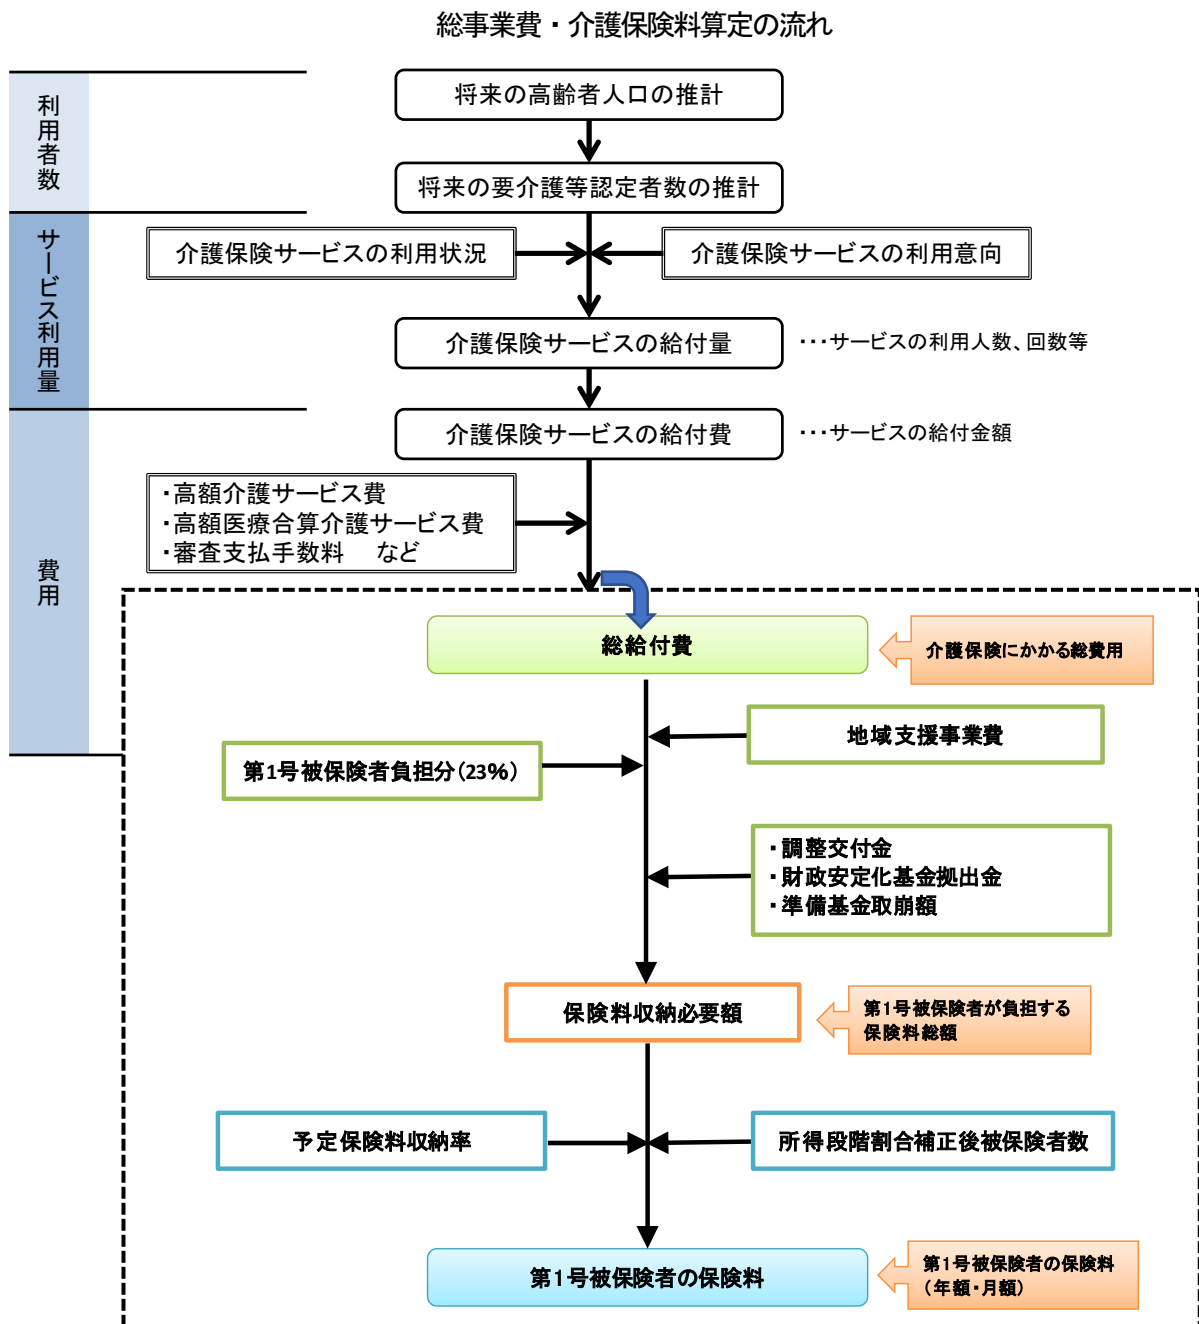 総事業費・介護保険料算定の流れ
利用者数
将来の高齢者人口の推計
将来の要介護等認定者数の推計
サービス利用量
介護保険サービスの利用状況
介護保険サービスの利用意向
介護保険サービスの給付量
・・・サービスの利用人数、回数等
費用
介護保険サービスの給付費
・・・サービスの給付金額
・高額介護サービス費
・高額医療合算介護サービス費
・審査支払手数料　など
総給付費
介護保険にかかる総費用
地域支援事業費
第1号被保険者負担分(23%)
・調整交付金
・財政安定化基金拠出金
・準備基金取崩額
保険料収納必要額
第1号被保険者が負担する
保険料総額
予定保険料収納率
所得段階割合補正後被保険者数
第1号被保険者の保険料
第1号被保険者の保険料
（年額・月額）